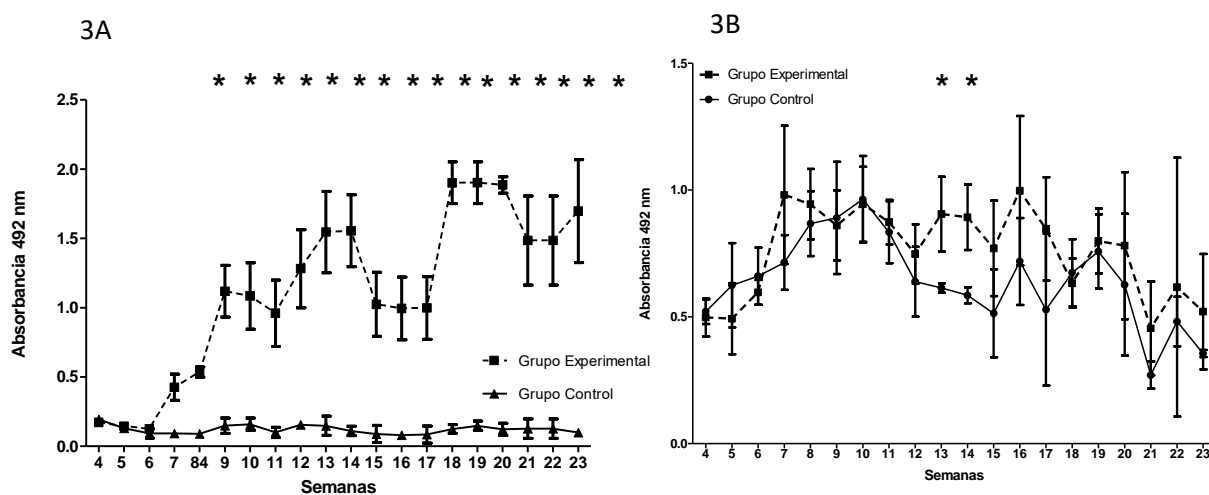 3A
* * * * * * * * * * * * * * * *
Absorbancia 492 nm
2.5
2.0
1.5
1.0
0.5
0.0
Grupo Experimental
Grupo Control
4 5 6 7 84 9 10 11 12 13 14 15 16 17 18 19 20 21 22 23
Semanas
3B
Grupo Experimental
Grupo Control
* *
Absorbancia 492 nm
1.5
1.0
0.5
0.0
4 5 6 7 8 9 10 11 12 13 14 15 16 17 18 19 20 21 22 23
Semanas